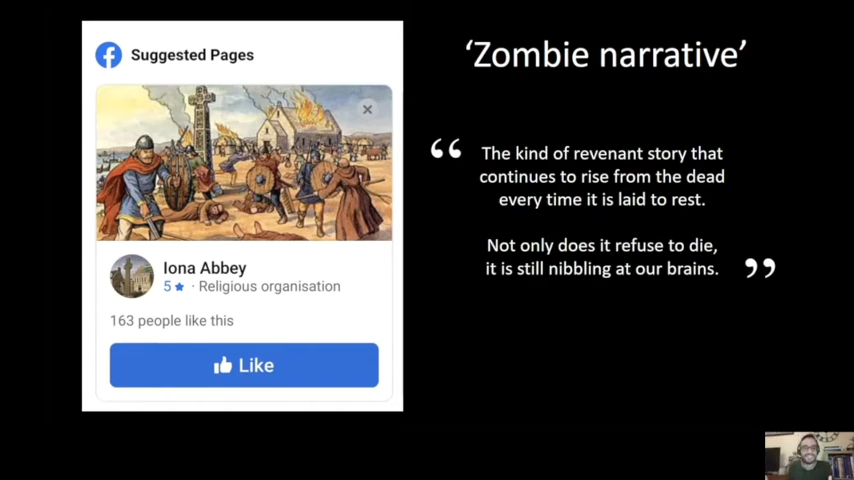 Suggested Pages
Iona Abbey
5 ★ · Religious organisation
163 people like this
Like
‘Zombie narrative’
“ The kind of revenant story that
continues to rise from the dead
every time it is laid to rest.
Not only does it refuse to die,
it is still nibbling at our brains. ”